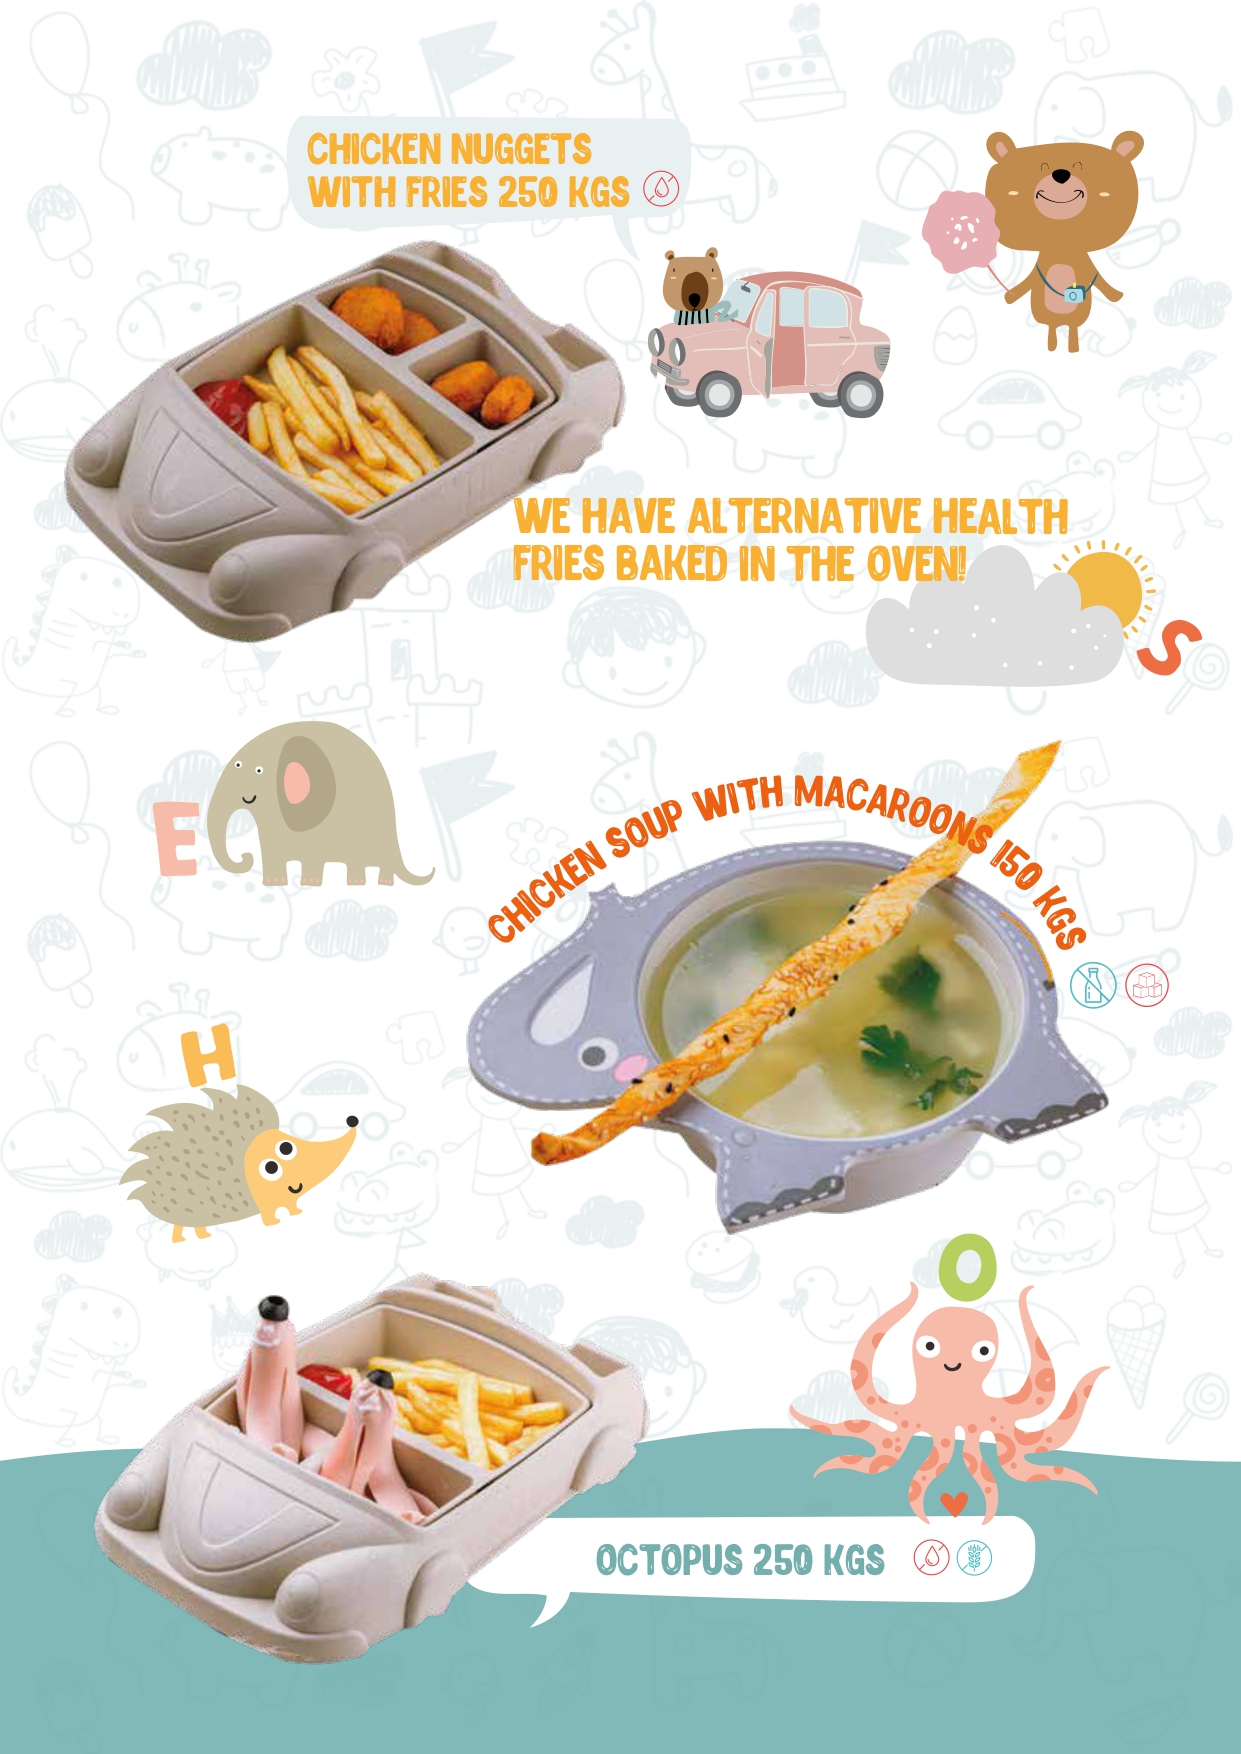 CHICKEN NUGGETS
WITH FRIES 250 KGS
WE HAVE ALTERNATIVE HEALTH
FRIES BAKED IN THE OVEN!
S
E
CHICKEN SOUP WITH MACAROONS 150 KGS
H
O
OCTOPUS 250 KGS